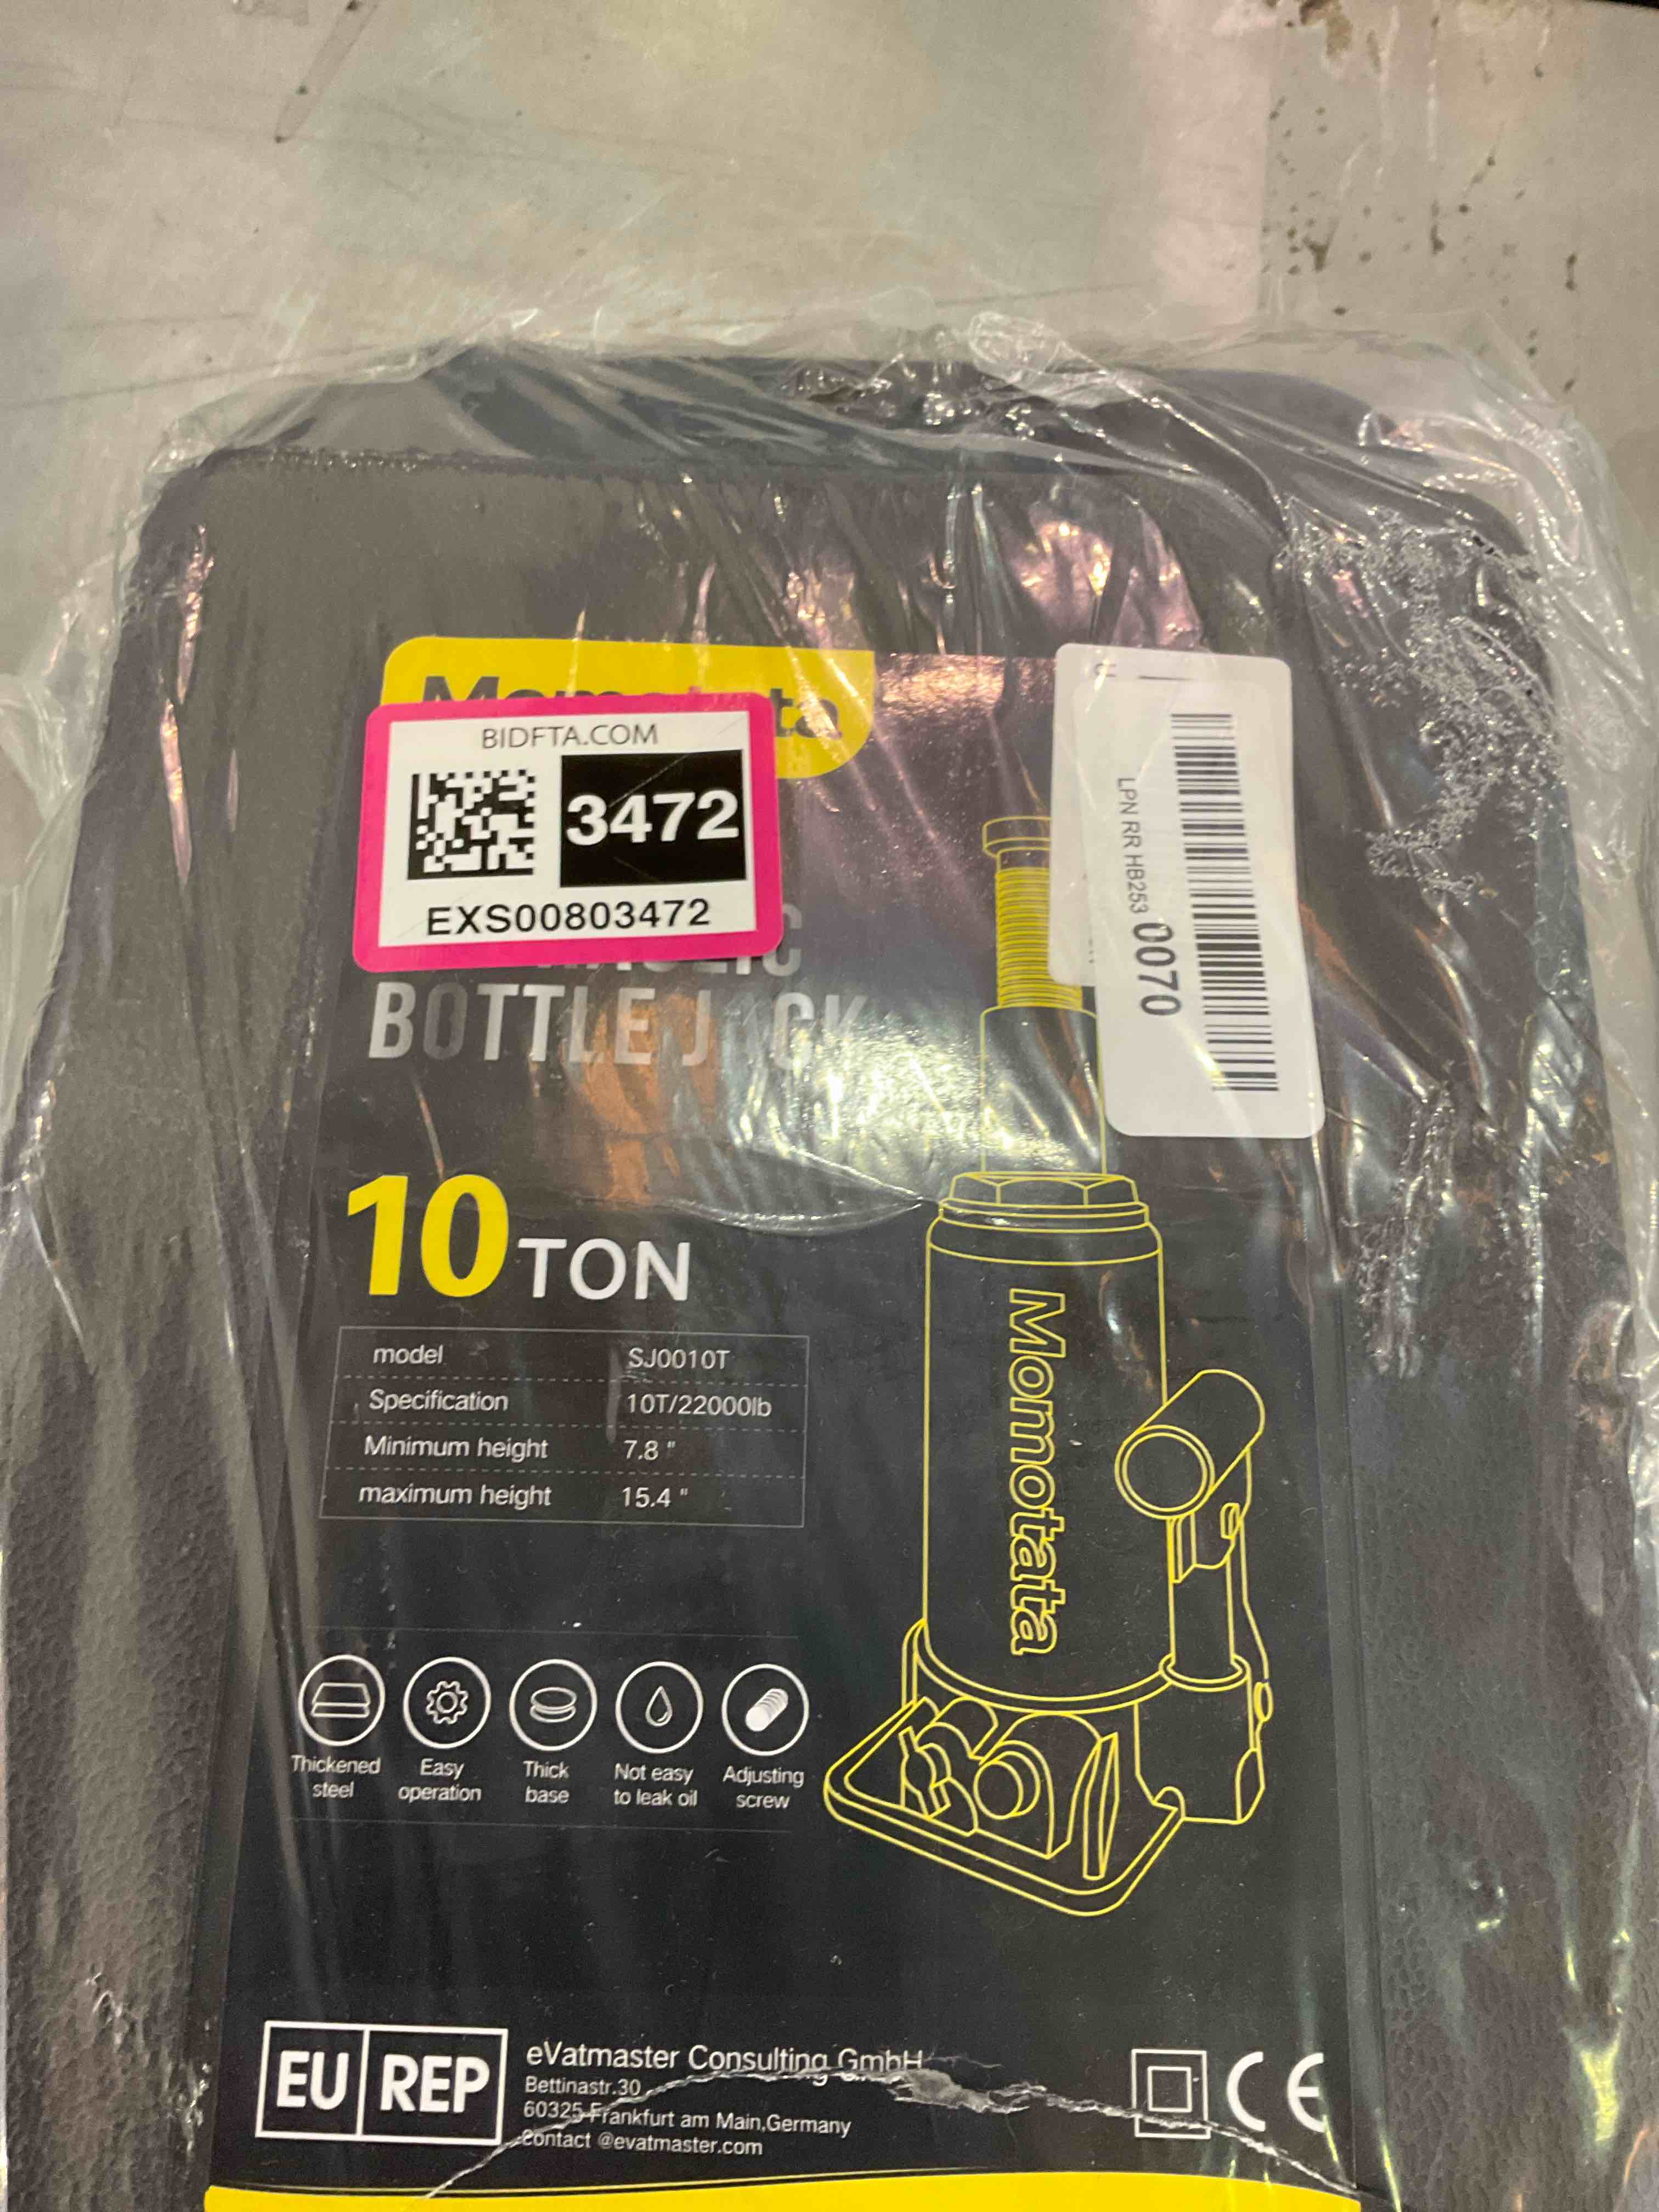 BIDFTA.COM
3472
EXS00803472
LPN RR HB253 0070
BOTTLE JACK
10 TON
model SJ0010T
Specification 10T/22000lb
Minimum height 7.8 "
maximum height 15.4 "
Momotata
Thickened steel
Easy operation
Thick base
Not easy to leak oil
Adjusting screw
EU REP
eVatmaster Consulting GmbH
Bettinastr.30
60325 Frankfurt am Main,Germany
contact @evatmaster.com
CE